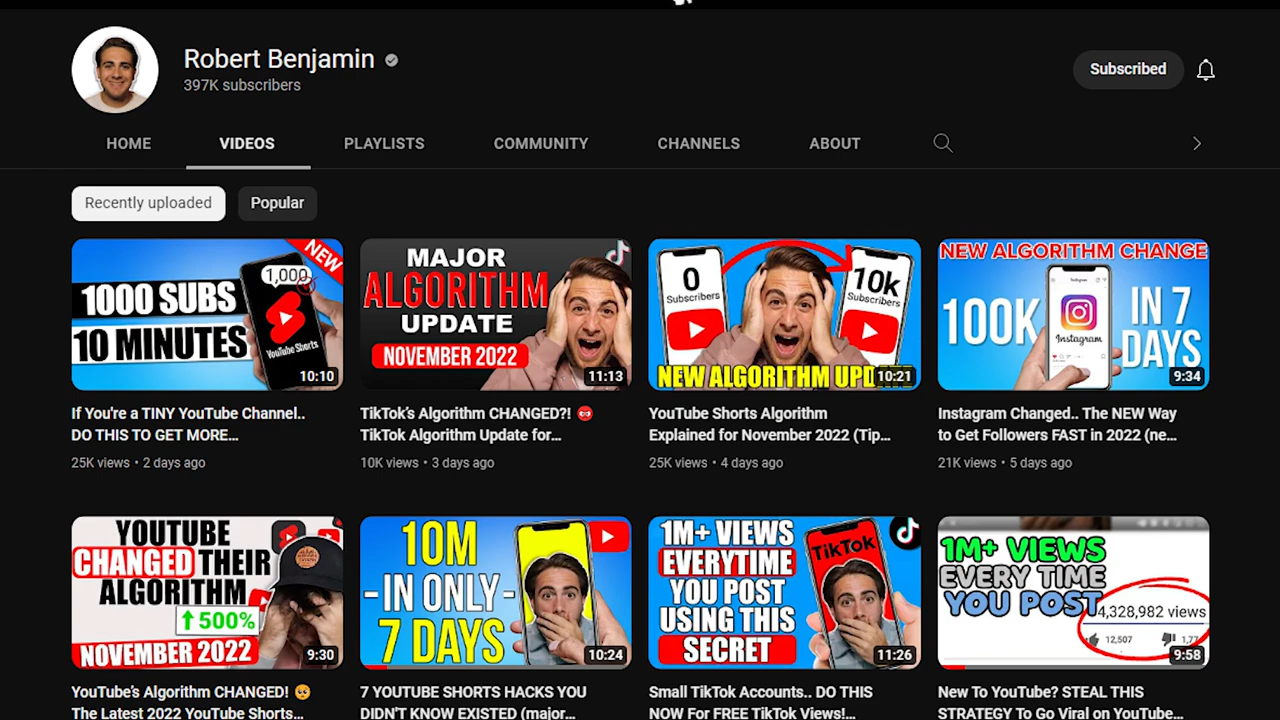 Robert Benjamin
397K subscribers
Subscribed
HOME VIDEOS PLAYLISTS COMMUNITY CHANNELS ABOUT
Recently uploaded Popular
NEW
1,000
1000 SUBS
10 MINUTES
YouTube Shorts
10:10
MAJOR
ALGORITHM
UPDATE
NOVEMBER 2022
11:13
0
Subscribers
10k
Subscribers
NEW ALGORITHM UPD
10:21
NEW ALGORITHM CHANGE
100K
Instagram
IN 7
DAYS
9:34
If You're a TINY YouTube Channel..
DO THIS TO GET MORE...
25K views • 2 days ago
TikTok's Algorithm CHANGED?!
TikTok Algorithm Update for...
10K views • 3 days ago
YouTube Shorts Algorithm
Explained for November 2022 (Tip...
25K views • 4 days ago
Instagram Changed.. The NEW Way
to Get Followers FAST in 2022 (ne...
21K views • 5 days ago
YOUTUBE
CHANGED THEIR
ALGORITHM
500%
NOVEMBER 2022
9:30
10M
-IN ONLY-
7 DAYS
10:24
1M+ VIEWS
EVERYTIME
YOU POST
USING THIS
SECRET
TikTok
11:26
1M+ VIEWS
EVERY TIME
YOU POST
4,328,982 views
12,507
1,77
9:58
YouTube's Algorithm CHANGED!
The Latest 2022 YouTube Shorts...
7 YOUTUBE SHORTS HACKS YOU
DIDN'T KNOW EXISTED (major...
Small TikTok Accounts.. DO THIS
NOW For FREE TikTok Views!...
New To YouTube? STEAL THIS
STRATEGY To Go Viral on YouTube...